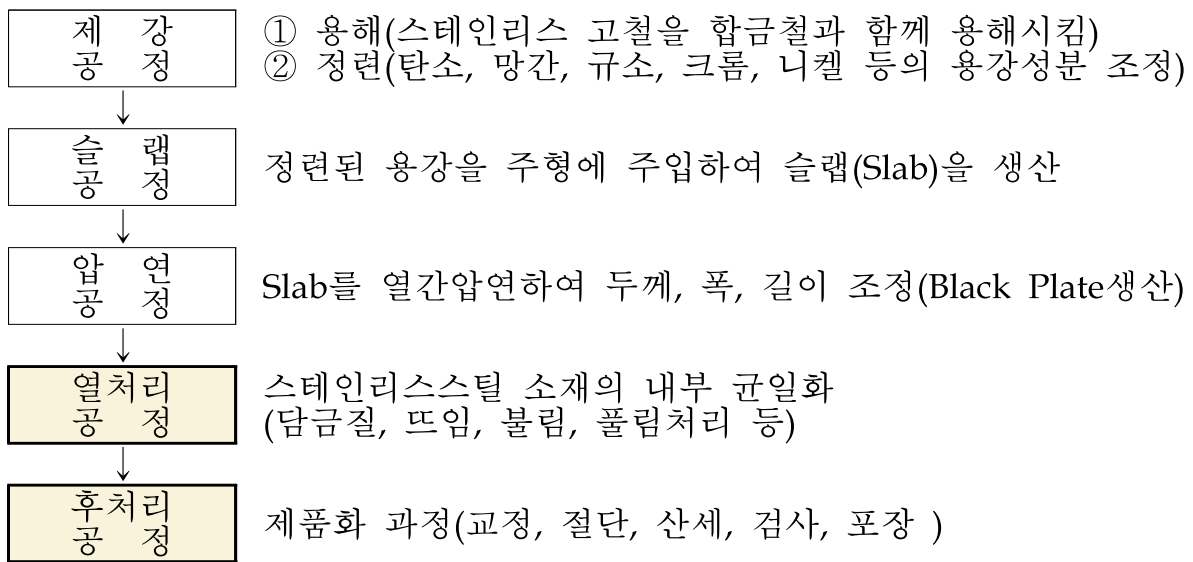 제 강
공 정
① 용해(스테인리스 고철을 합금철과 함께 용해시킴)
② 정련(탄소, 망간, 규소, 크롬, 니켈 등의 용강성분 조정)
슬 랩
공 정
정련된 용강을 주형에 주입하여 슬랩(Slab)을 생산
압 연
공 정
Slab를 열간압연하여 두께, 폭, 길이 조정(Black Plate생산)
열처리
공 정
스테인리스스틸 소재의 내부 균일화
(담금질, 뜨임, 불림, 풀림처리 등)
후처리
공 정
제품화 과정(교정, 절단, 산세, 검사, 포장 )